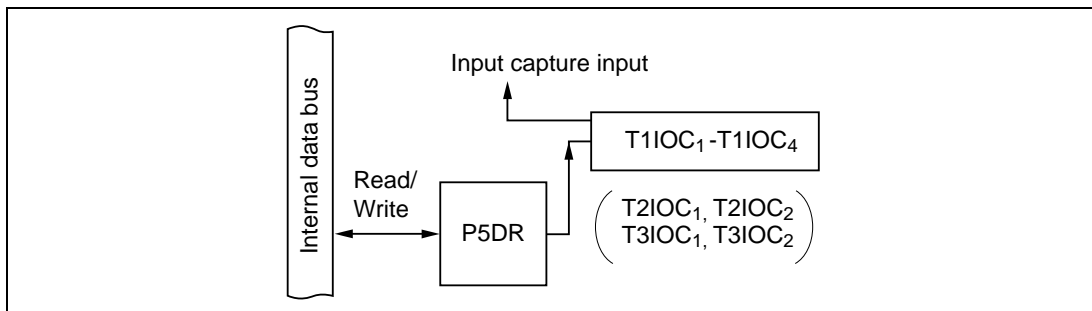 Internal data bus
Input capture input
T1IOC₁ -T1IOC₄
Read/
Write
P5DR
(T2IOC₁, T2IOC₂
T3IOC₁, T3IOC₂)